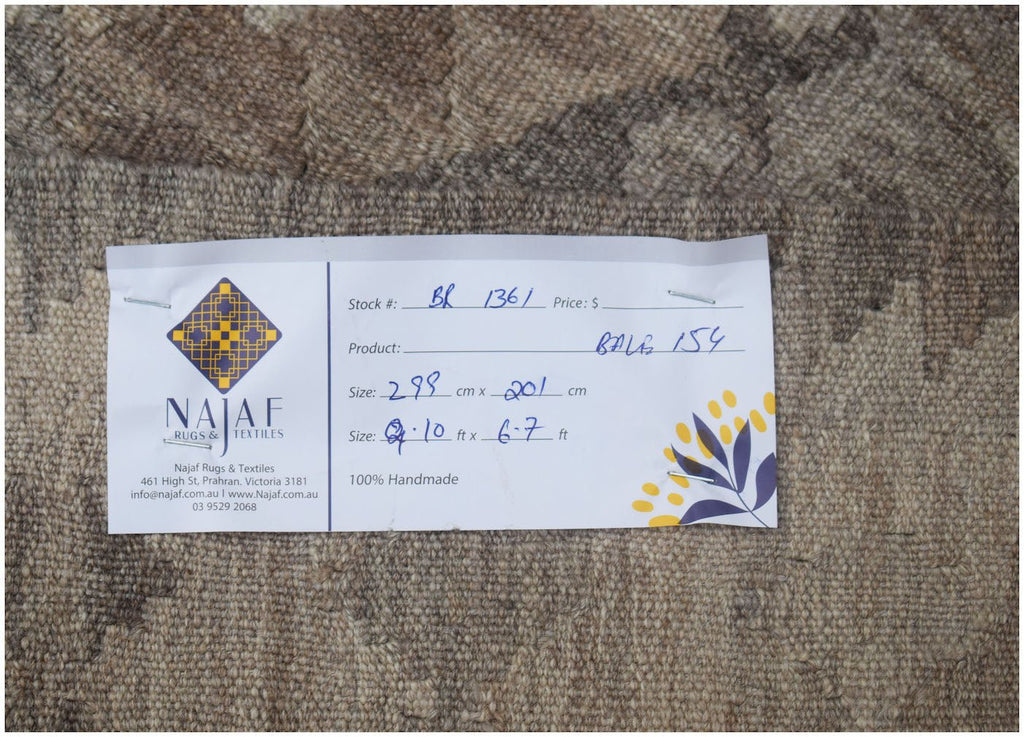 NAJAF
RUGS & TEXTILES
Najaf Rugs & Textiles
461 High St, Prahran. Victoria 3181
info@najaf.com.au I www.Najaf.com.au
03 9529 2068
Stock #: BR 1361 Price: $
Product: BALE 154
Size: 299 cm x 201 cm
Size: 9.10 ft x 6.7 ft
100% Handmade